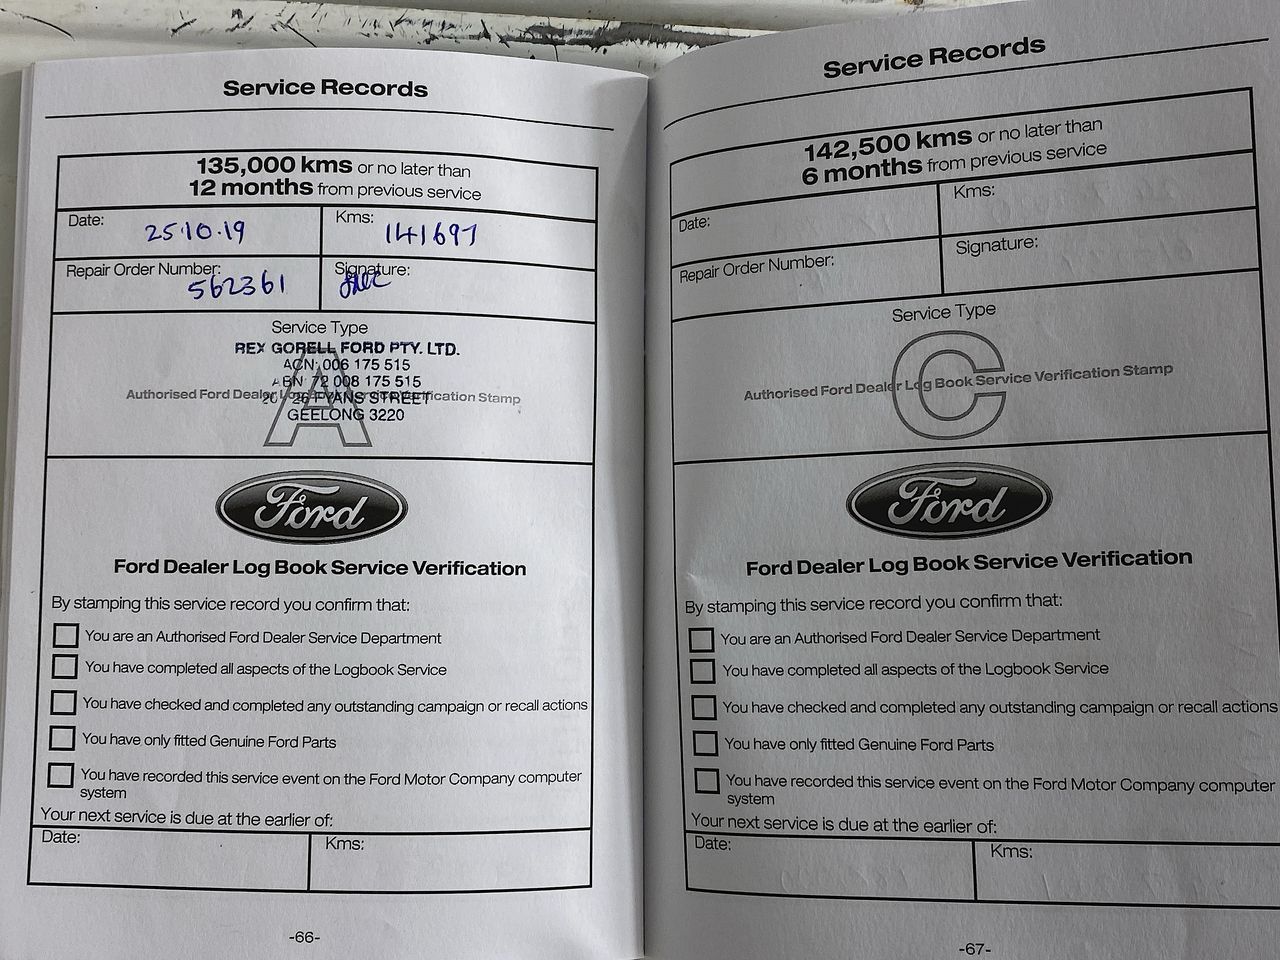 Service Records
135,000 kms or no later than
12 months from previous service
Date: 25.10.19
Kms: 141697
Repair Order Number: 562361
Signature:
Service Type
REX GORELL FORD PTY. LTD.
ACN: 006 175 515
ABN 72 008 175 515
Authorised Ford Dealer Log Book Service Verification Stamp
EVANS STREET
GEELONG 3220
A
Ford
Ford Dealer Log Book Service Verification
By stamping this service record you confirm that:
You are an Authorised Ford Dealer Service Department
You have completed all aspects of the Logbook Service
You have checked and completed any outstanding campaign or recall actions
You have only fitted Genuine Ford Parts
You have recorded this service event on the Ford Motor Company computer
system
Your next service is due at the earlier of:
Date:
Kms:
-66-
Service Records
142,500 kms or no later than
6 months from previous service
Date:
Kms:
Repair Order Number:
Signature:
Service Type
C
Authorised Ford Dealer Log Book Service Verification Stamp
Ford
Ford Dealer Log Book Service Verification
By stamping this service record you confirm that:
You are an Authorised Ford Dealer Service Department
You have completed all aspects of the Logbook Service
You have checked and completed any outstanding campaign or recall actions
You have only fitted Genuine Ford Parts
You have recorded this service event on the Ford Motor Company computer
system
Your next service is due at the earlier of:
Date:
Kms:
-67-